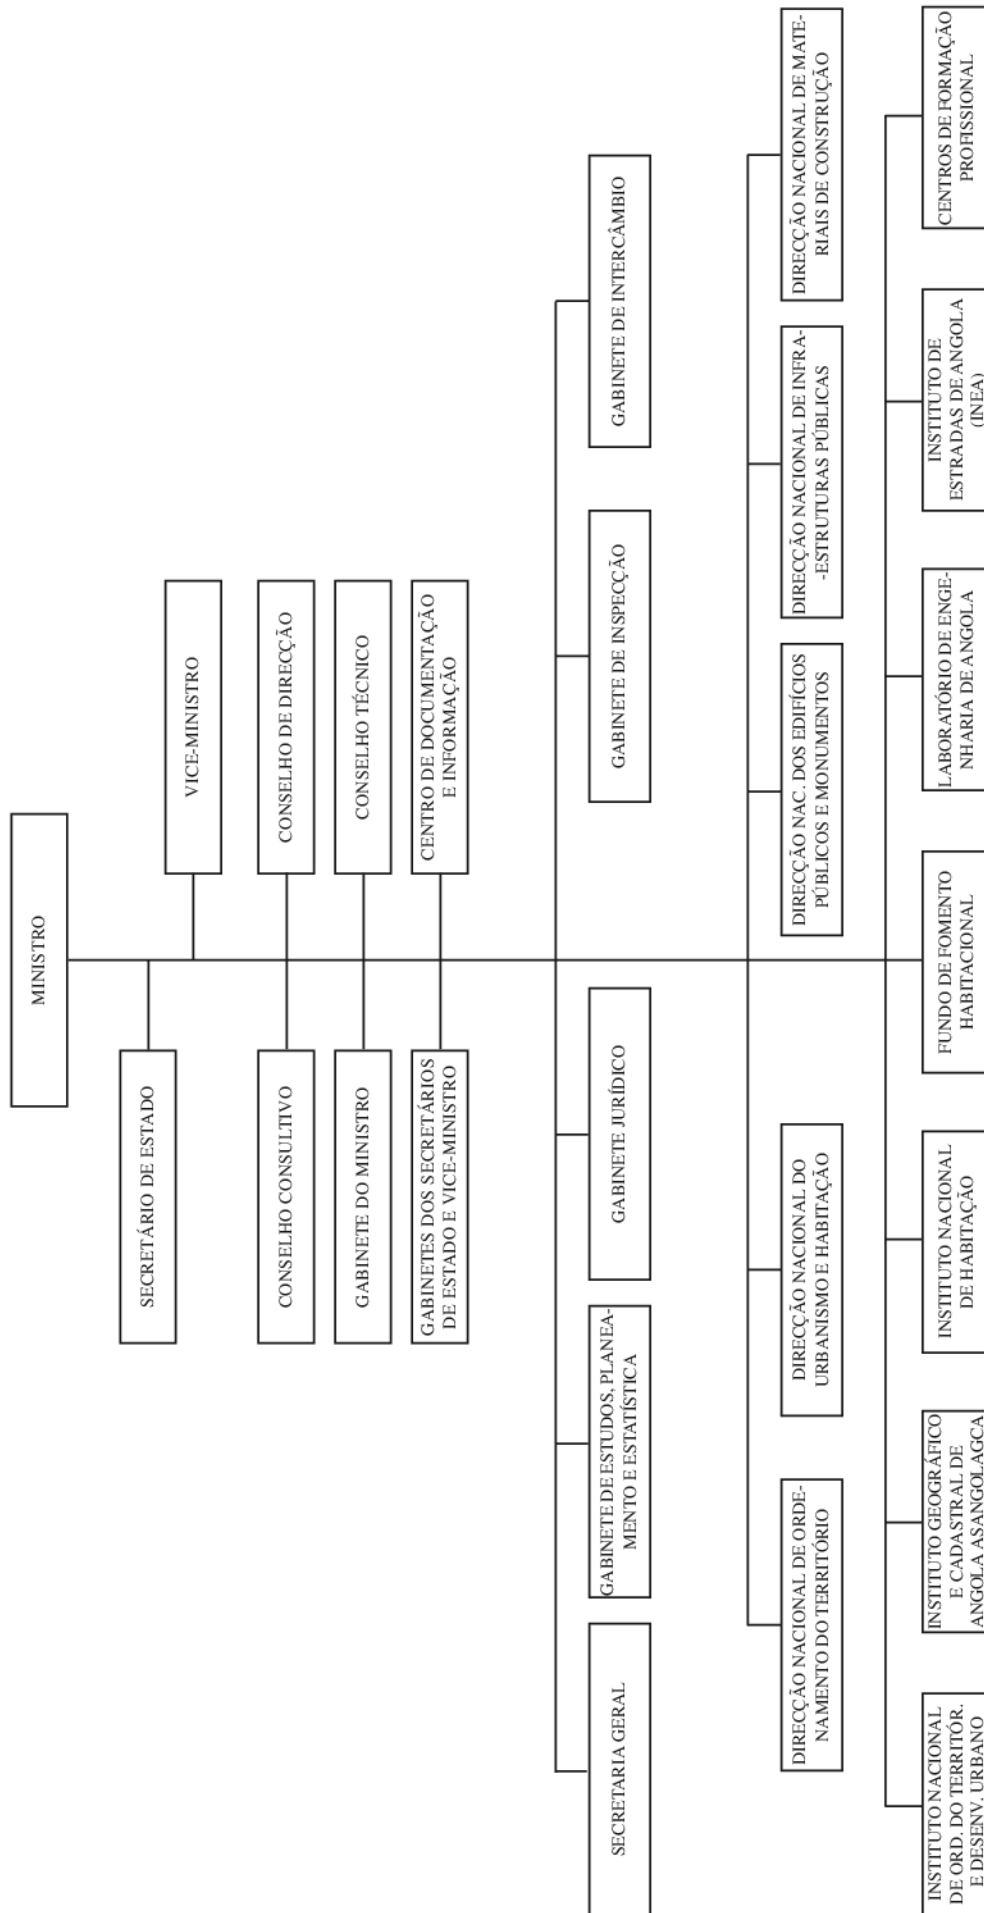 MINISTRO
SECRETÁRIO DE ESTADO
VICE-MINISTRO
CONSELHO CONSULTIVO
CONSELHO DE DIRECÇÃO
GABINETE DO MINISTRO
CONSELHO TÉCNICO
GABINETES DOS SECRETÁRIOS
DE ESTADO E VICE-MINISTRO
CENTRO DE DOCUMENTAÇÃO
E INFORMAÇÃO
SECRETARIA GERAL
GABINETE DE ESTUDOS, PLANEA-
MENTO E ESTATÍSTICA
GABINETE JURÍDICO
GABINETE DE INSPECÇÃO
GABINETE DE INTERCÂMBIO
DIRECÇÃO NACIONAL DE ORDE-
NAMENTO DO TERRITÓRIO
DIRECÇÃO NACIONAL DO
URBANISMO E HABITAÇÃO
DIRECÇÃO NAC. DOS EDIFÍCIOS
PÚBLICOS E MONUMENTOS
DIRECÇÃO NACIONAL DE INFRA-
-ESTRUTURAS PÚBLICAS
DIRECÇÃO NACIONAL DE MATE-
RIAIS DE CONSTRUÇÃO
INSTITUTO NACIONAL
DE ORD. DO TERRITÓR.
E DESENV. URBANO
INSTITUTO GEOGRÁFICO
E CADASTRAL DE
ANGOLA ASANGOLAGCA
INSTITUTO NACIONAL
DE HABITAÇÃO
FUNDO DE FOMENTO
HABITACIONAL
LABORATÓRIO DE ENGE-
NHARIA DE ANGOLA
INSTITUTO DE
ESTRADAS DE ANGOLA
(INEA)
CENTROS DE FORMAÇÃO
PROFISSIONAL